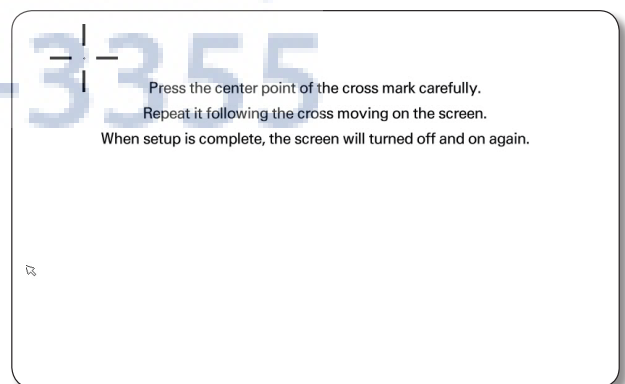 -3355
Press the center point of the cross mark carefully.
Repeat it following the cross moving on the screen.
When setup is complete, the screen will turned off and on again.